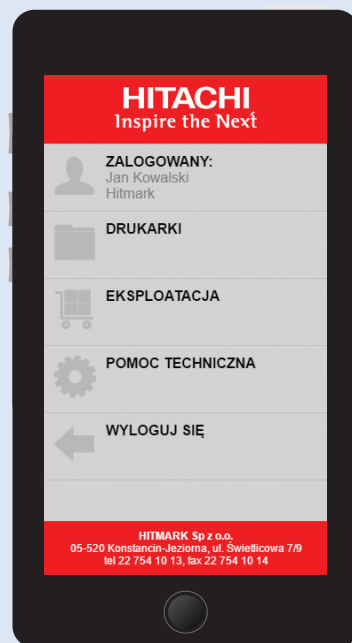 HITACHI
Inspire the Next
ZALOGOWANY:
Jan Kowalski
Hitmark
DRUKARKI
EKSPLOATACJA
POMOC TECHNICZNA
WYLOGUJ SIĘ
HITMARK Sp z o.o.
05-520 Konstancin-Jeziorna, ul. Świetlicowa 7/9
tel 22 754 10 13, fax 22 754 10 14